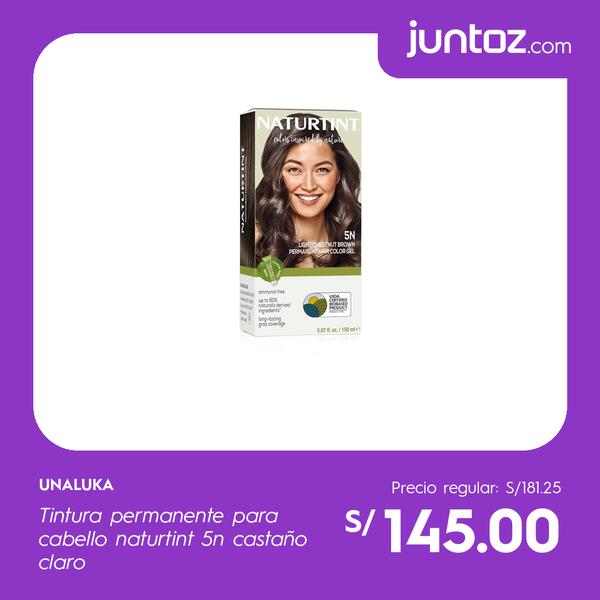 juntoz.com
NATURTINT
colors inspired by nature
NATURTINT
5N
LIGHT CHESTNUT BROWN
PERMANENT HAIR COLOR GEL
ammonia free
up to 90%
naturally derived
ingredients*
long-lasting
gray coverage
USDA
CERTIFIED
BIOBASED
PRODUCT
5.07 fl. oz. / 150 ml e
UNALUKA
Tintura permanente para
cabello naturtint 5n castaño
claro
Precio regular: S/181.25
S/ 145.00